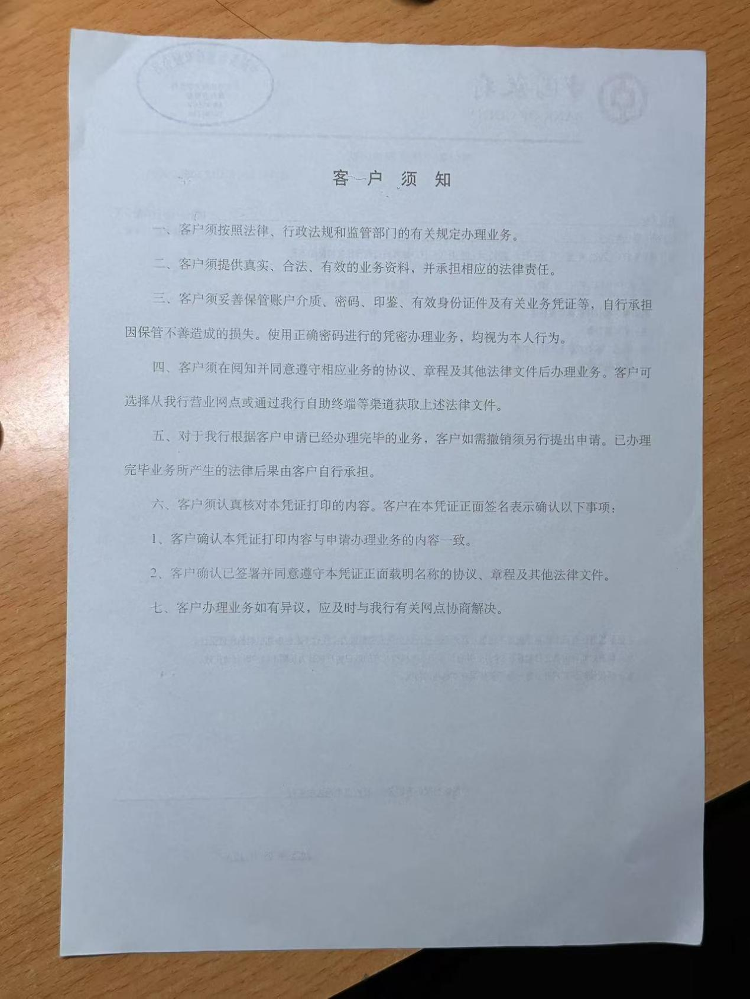 客户须知
一、客户须按照法律、行政法规和监管部门的有关规定办理业务。
二、客户须提供真实、合法、有效的业务资料，并承担相应的法律责任。
三、客户须妥善保管账户介质、密码、印鉴、有效身份证件及有关业务凭证等，自行承担
因保管不善造成的损失。使用正确密码进行的凭密办理业务，均视为本人行为。
四、客户须在阅知并同意遵守相应业务的协议、章程及其他法律文件后办理业务。客户可
选择从我行营业网点或通过我行自助终端等渠道获取上述法律文件。
五、对于我行根据客户申请已经办理完毕的业务，客户如需撤销须另行提出申请。已办理
完毕业务所产生的法律后果由客户自行承担。
六、客户须认真核对本凭证打印的内容。客户在本凭证正面签名表示确认以下事项：
1、客户确认本凭证打印内容与申请办理业务的内容一致。
2、客户确认已签署并同意遵守本凭证正面载明名称的协议、章程及其他法律文件。
七、客户办理业务如有异议，应及时与我行有关网点协商解决。